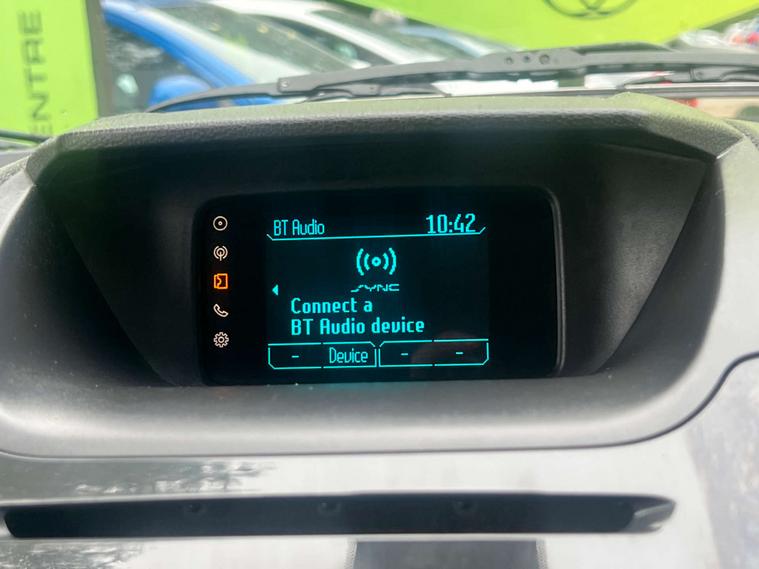 ENTRE
BT Audio
10:42
SYNC
Connect a
BT Audio device
- Device - -